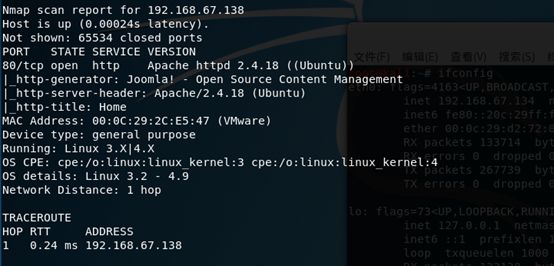 Nmap scan report for 192.168.67.138
Host is up (0.00024s latency).
Not shown: 65534 closed ports
PORT   STATE SERVICE VERSION
80/tcp open  http    Apache httpd 2.4.18 ((Ubuntu))
|_http-generator: Joomla! - Open Source Content Management
|_http-server-header: Apache/2.4.18 (Ubuntu)
|_http-title: Home
MAC Address: 00:0C:29:2C:E5:47 (VMware)
Device type: general purpose
Running: Linux 3.X|4.X
OS CPE: cpe:/o:linux:linux_kernel:3 cpe:/o:linux:linux_kernel:4
OS details: Linux 3.2 - 4.9
Network Distance: 1 hop
TRACEROUTE
HOP RTT     ADDRESS
1   0.24 ms 192.168.67.138
文件(F) 编辑(E) 查看(V) 搜索(S)
:~# ifconfig
eth0: flags=4163<UP,BROADCAST,
inet 192.168.67.134
inet6 fe80::20c:29ff:f
ether 00:0c:29:d2:72:8
RX packets 133714
RX errors 0  dropped 0
TX packets 267739
TX errors 0  dropped
lo: flags=73<UP,LOOPBACK,RUNNI
inet 127.0.0.1  netmas
inet6 ::1  prefixlen 1
loop  txqueuelen 1000